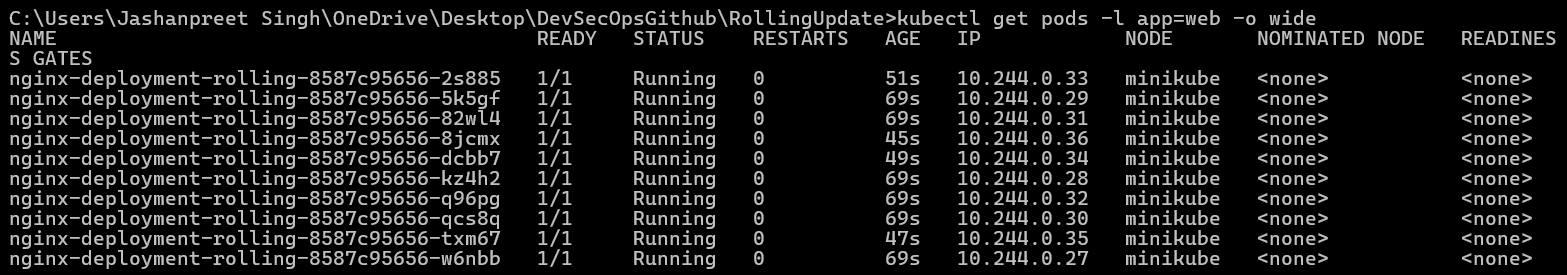 C:\Users\Jashanpreet Singh\OneDrive\Desktop\DevSecOpsGithub\RollingUpdate>kubectl get pods -l app=web -o wide
NAME READY STATUS RESTARTS AGE IP NODE NOMINATED NODE READINES
S GATES
nginx-deployment-rolling-8587c95656-2s885 1/1 Running 0 51s 10.244.0.33 minikube <none> <none>
nginx-deployment-rolling-8587c95656-5k5gf 1/1 Running 0 69s 10.244.0.29 minikube <none> <none>
nginx-deployment-rolling-8587c95656-82wl4 1/1 Running 0 69s 10.244.0.31 minikube <none> <none>
nginx-deployment-rolling-8587c95656-8jcmx 1/1 Running 0 45s 10.244.0.36 minikube <none> <none>
nginx-deployment-rolling-8587c95656-dcbb7 1/1 Running 0 49s 10.244.0.34 minikube <none> <none>
nginx-deployment-rolling-8587c95656-kz4h2 1/1 Running 0 69s 10.244.0.28 minikube <none> <none>
nginx-deployment-rolling-8587c95656-q96pg 1/1 Running 0 69s 10.244.0.32 minikube <none> <none>
nginx-deployment-rolling-8587c95656-qcs8q 1/1 Running 0 69s 10.244.0.30 minikube <none> <none>
nginx-deployment-rolling-8587c95656-txm67 1/1 Running 0 47s 10.244.0.35 minikube <none> <none>
nginx-deployment-rolling-8587c95656-w6nbb 1/1 Running 0 69s 10.244.0.27 minikube <none> <none>